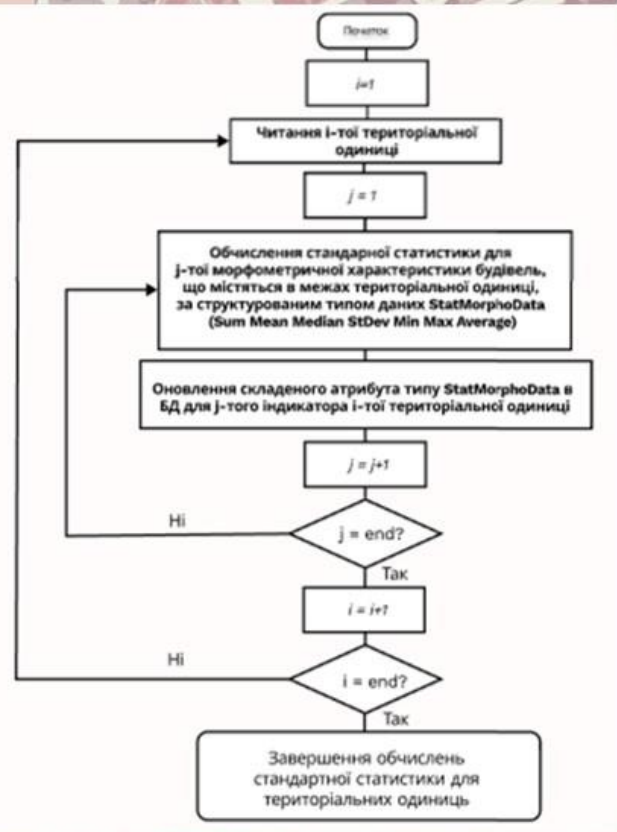 Початок
i=1
Читання і-тої територіальної
одиниці
j = 1
Обчислення стандарної статистики для
j-тої морфометричної характеристики будівель,
що містяться в межах територіальної одиниці,
за структурованим типом даних StatMorphoData
(Sum Mean Median StDev Min Max Average)
Оновлення складеного атрибута типу StatMorphoData в
БД для j-того індикатора і-тої територіальної одиниці
j = j+1
Ні
j = end?
Так
i = i+1
Ні
i = end?
Так
Завершення обчислень
стандартної статистики для
територіальних одиниць